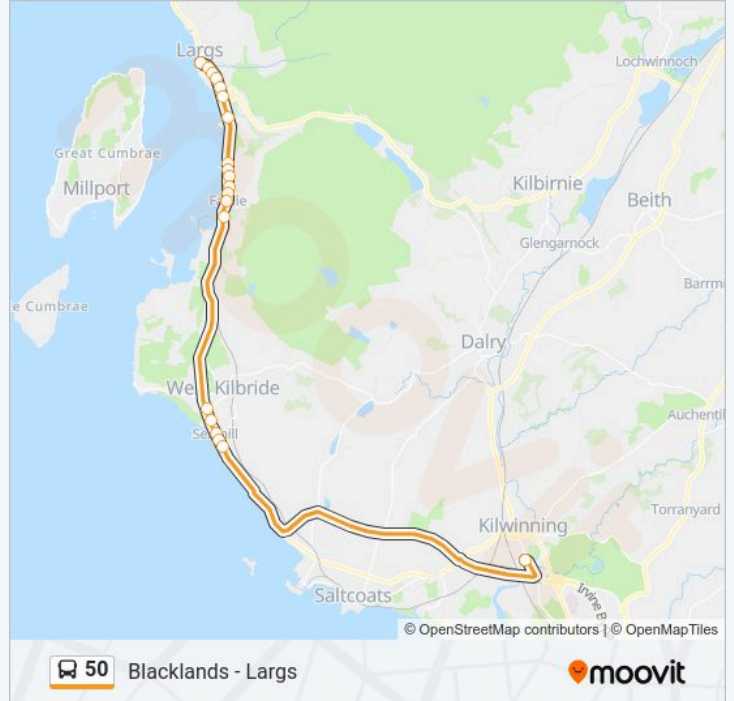 Largs
Lochwinnoch
Great Cumbrae
Millport
Kilbirnie
Beith
Fairlie
Glengarnock
Barrm
e Cumbrae
Dalry
West Kilbride
Auchentil
Seamill
Torranyard
Kilwinning
Saltcoats
Irvine B
© OpenStreetMap contributors | © OpenMapTiles
50 Blacklands - Largs
moovit